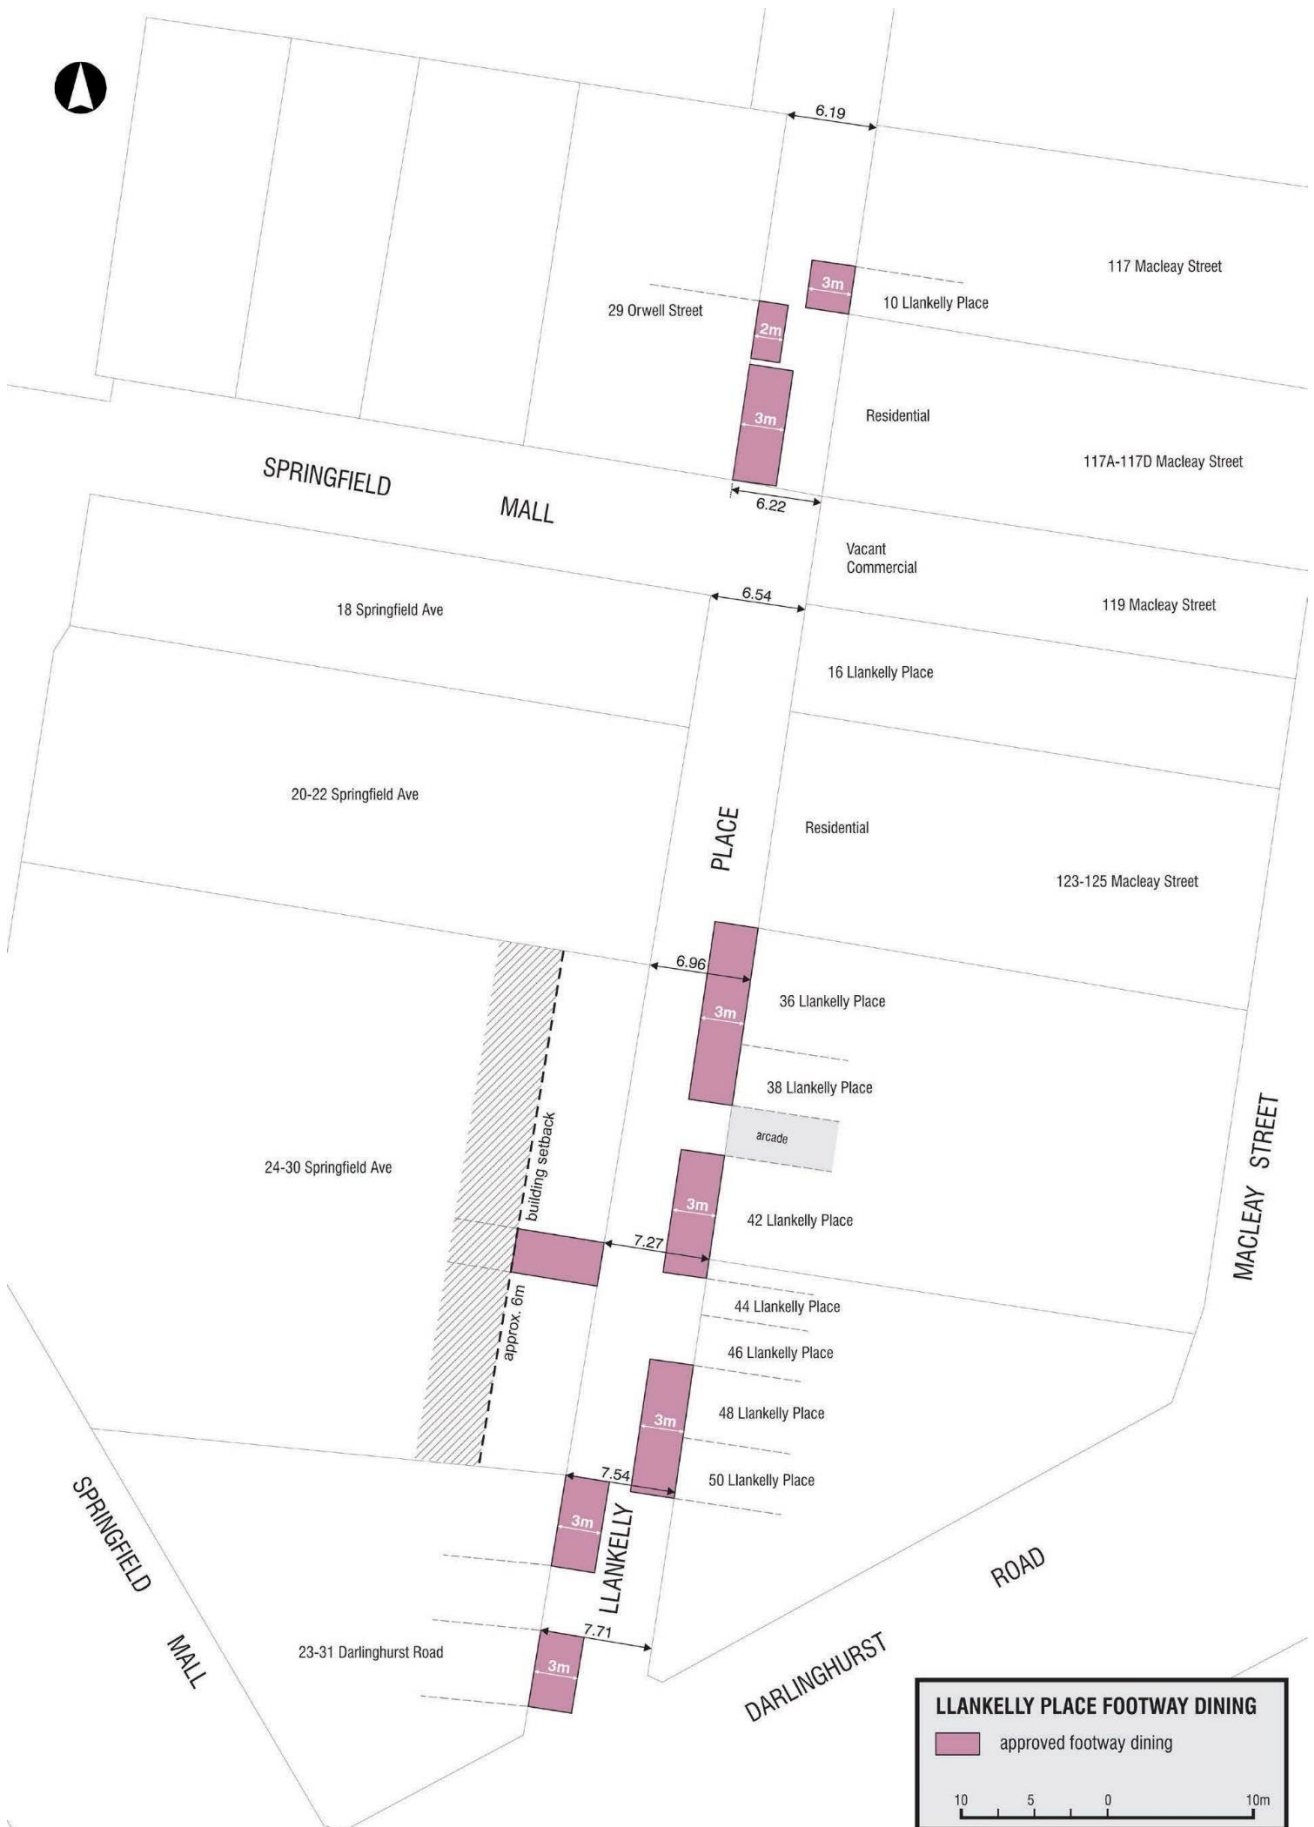 6.19
117 Macleay Street
3m
10 Llankelly Place
29 Orwell Street
2m
3m
Residential
117A-117D Macleay Street
SPRINGFIELD MALL
6.22
Vacant
Commercial
6.54
119 Macleay Street
18 Springfield Ave
16 Llankelly Place
20-22 Springfield Ave
PLACE
Residential
123-125 Macleay Street
6.96
36 Llankelly Place
3m
38 Llankelly Place
arcade
building setback
24-30 Springfield Ave
MACLEAY STREET
3m
42 Llankelly Place
7.27
approx. 6m
44 Llankelly Place
46 Llankelly Place
48 Llankelly Place
3m
7.54
50 Llankelly Place
3m
LLANKELLY
SPRINGFIELD MALL
7.71
23-31 Darlinghurst Road
3m
DARLINGHURST ROAD
LLANKELLY PLACE FOOTWAY DINING
approved footway dining
10 5 0 10m